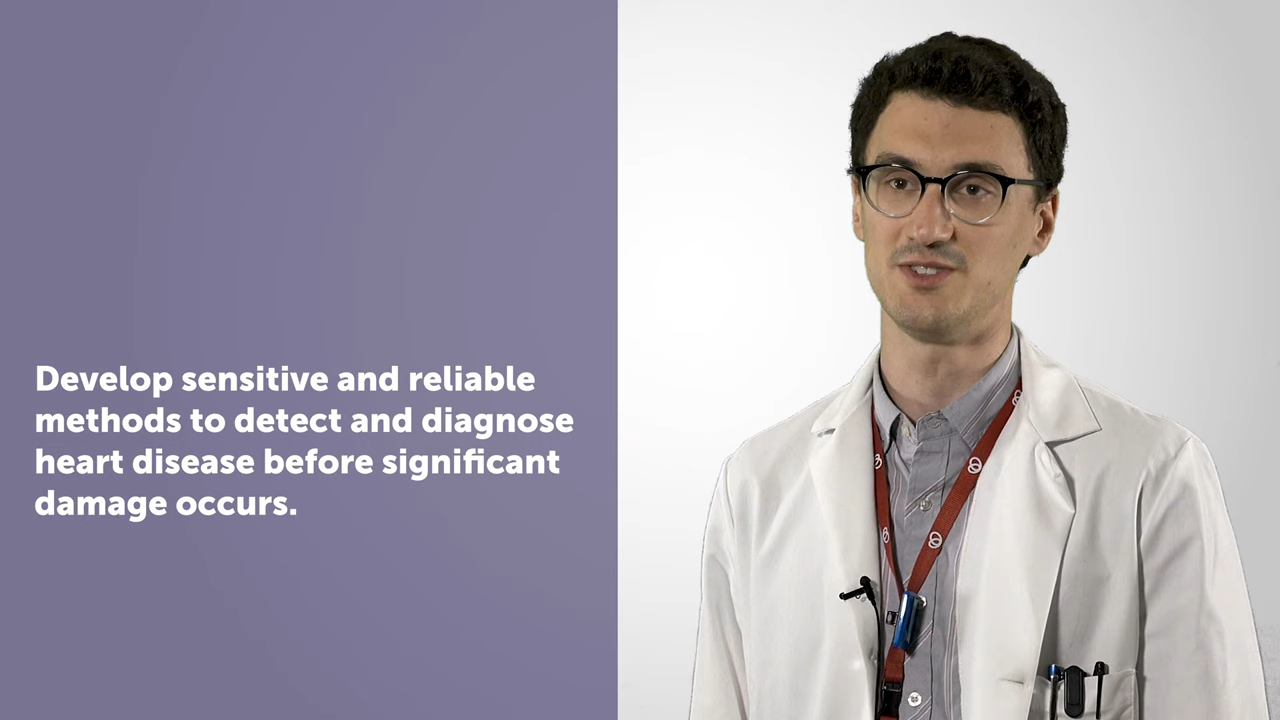 Develop sensitive and reliable
methods to detect and diagnose
heart disease before significant
damage occurs.